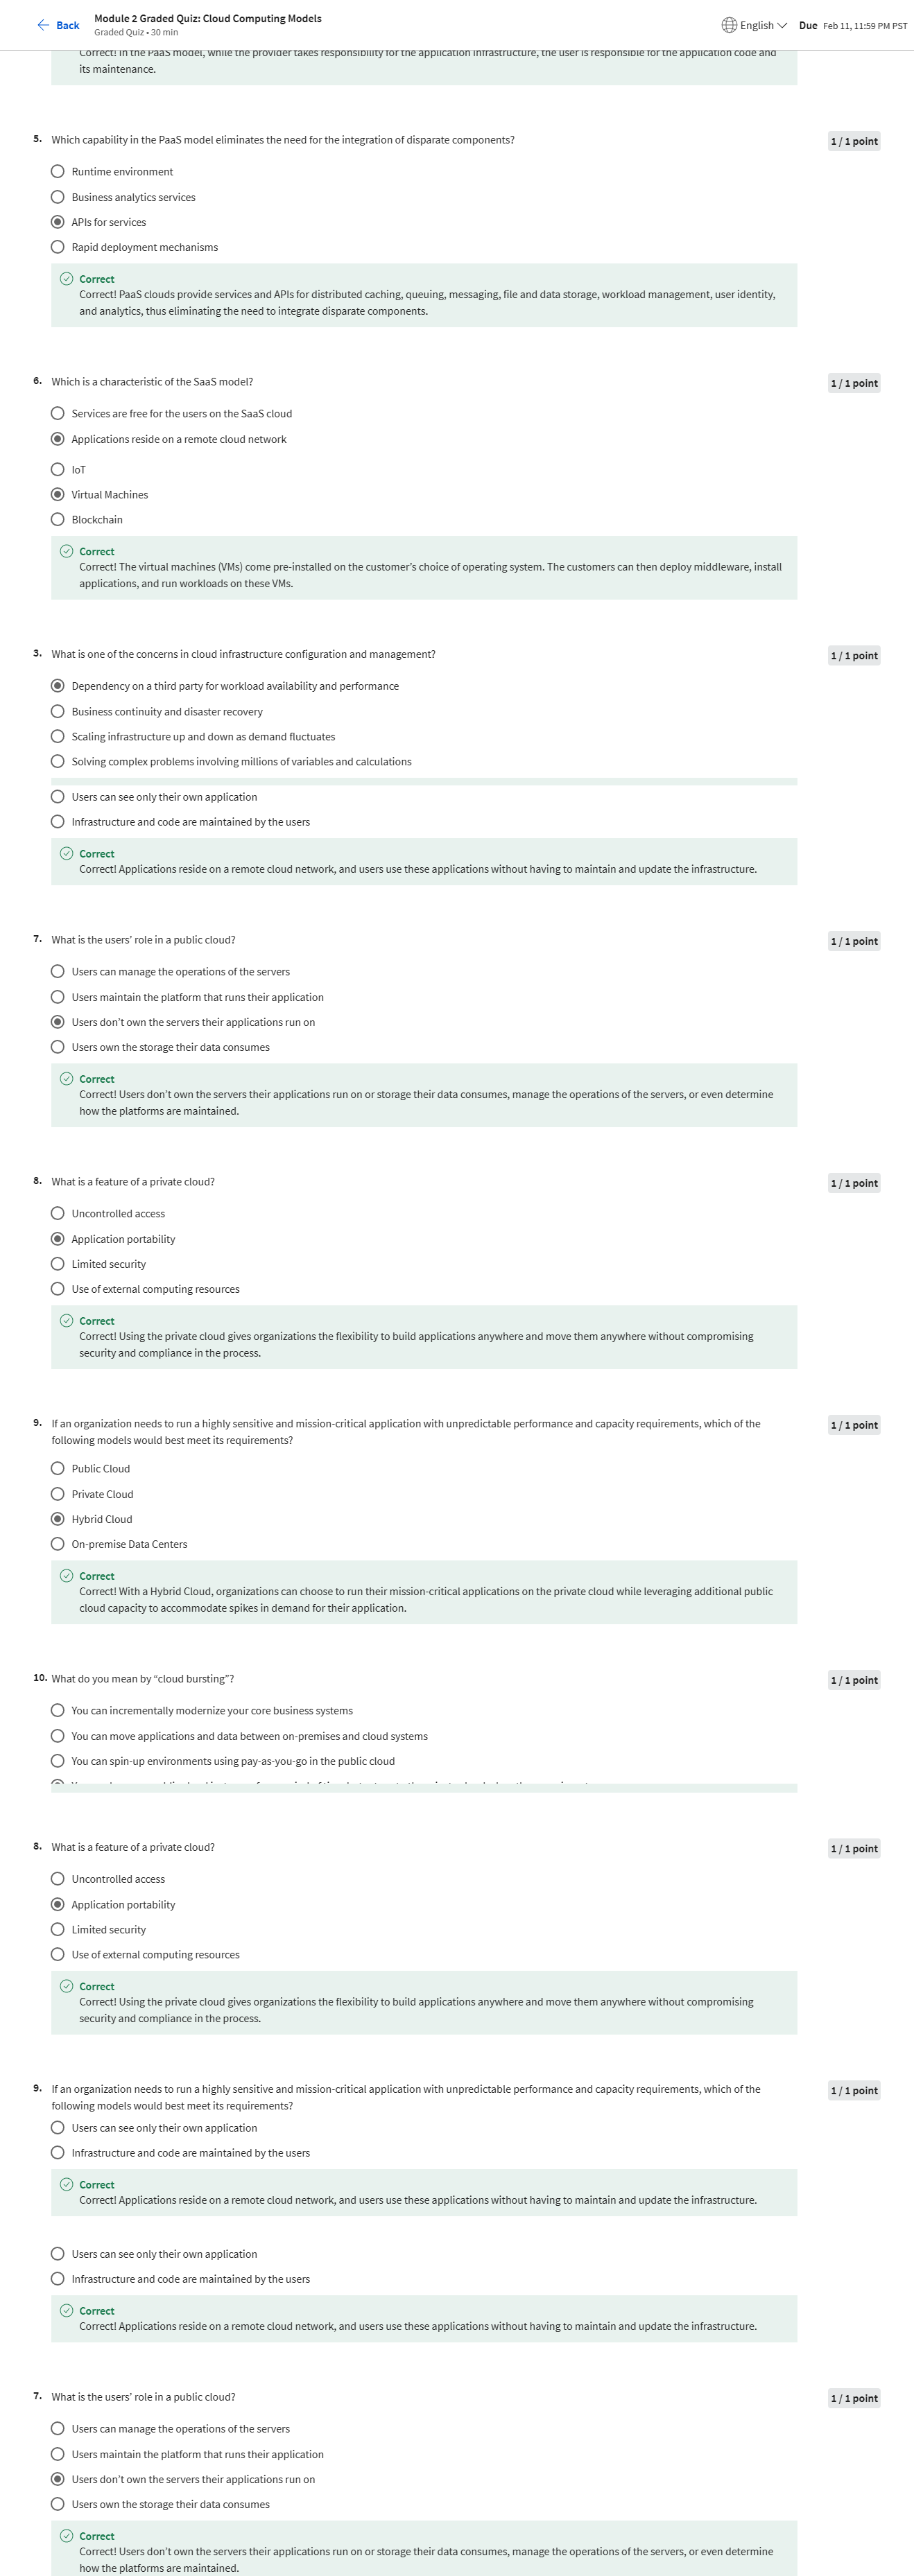 Back
Module 2 Graded Quiz: Cloud Computing Models
Graded Quiz • 30 min
English
Due Feb 11, 11:59 PM PST
Correct! In the PaaS model, while the provider takes responsibility for the application infrastructure, the user is responsible for the application code and
its maintenance.
5. Which capability in the PaaS model eliminates the need for the integration of disparate components?
1 / 1 point
Runtime environment
Business analytics services
APIs for services
Rapid deployment mechanisms
Correct
Correct! PaaS clouds provide services and APIs for distributed caching, queuing, messaging, file and data storage, workload management, user identity,
and analytics, thus eliminating the need to integrate disparate components.
6. Which is a characteristic of the SaaS model?
1 / 1 point
Services are free for the users on the SaaS cloud
Applications reside on a remote cloud network
IoT
Virtual Machines
Blockchain
Correct
Correct! The virtual machines (VMs) come pre-installed on the customer's choice of operating system. The customers can then deploy middleware, install
applications, and run workloads on these VMs.
3. What is one of the concerns in cloud infrastructure configuration and management?
1 / 1 point
Dependency on a third party for workload availability and performance
Business continuity and disaster recovery
Scaling infrastructure up and down as demand fluctuates
Solving complex problems involving millions of variables and calculations
Users can see only their own application
Infrastructure and code are maintained by the users
Correct
Correct! Applications reside on a remote cloud network, and users use these applications without having to maintain and update the infrastructure.
7. What is the users' role in a public cloud?
1 / 1 point
Users can manage the operations of the servers
Users maintain the platform that runs their application
Users don't own the servers their applications run on
Users own the storage their data consumes
Correct
Correct! Users don't own the servers their applications run on or storage their data consumes, manage the operations of the servers, or even determine
how the platforms are maintained.
8. What is a feature of a private cloud?
1 / 1 point
Uncontrolled access
Application portability
Limited security
Use of external computing resources
Correct
Correct! Using the private cloud gives organizations the flexibility to build applications anywhere and move them anywhere without compromising
security and compliance in the process.
9. If an organization needs to run a highly sensitive and mission-critical application with unpredictable performance and capacity requirements, which of the
following models would best meet its requirements?
1 / 1 point
Public Cloud
Private Cloud
Hybrid Cloud
On-premise Data Centers
Correct
Correct! With a Hybrid Cloud, organizations can choose to run their mission-critical applications on the private cloud while leveraging additional public
cloud capacity to accommodate spikes in demand for their application.
10. What do you mean by “cloud bursting”?
1 / 1 point
You can incrementally modernize your core business systems
You can move applications and data between on-premises and cloud systems
You can spin-up environments using pay-as-you-go in the public cloud
8. What is a feature of a private cloud?
1 / 1 point
Uncontrolled access
Application portability
Limited security
Use of external computing resources
Correct
Correct! Using the private cloud gives organizations the flexibility to build applications anywhere and move them anywhere without compromising
security and compliance in the process.
9. If an organization needs to run a highly sensitive and mission-critical application with unpredictable performance and capacity requirements, which of the
following models would best meet its requirements?
1 / 1 point
Users can see only their own application
Infrastructure and code are maintained by the users
Correct
Correct! Applications reside on a remote cloud network, and users use these applications without having to maintain and update the infrastructure.
Users can see only their own application
Infrastructure and code are maintained by the users
Correct
Correct! Applications reside on a remote cloud network, and users use these applications without having to maintain and update the infrastructure.
7. What is the users' role in a public cloud?
1 / 1 point
Users can manage the operations of the servers
Users maintain the platform that runs their application
Users don't own the servers their applications run on
Users own the storage their data consumes
Correct
Correct! Users don't own the servers their applications run on or storage their data consumes, manage the operations of the servers, or even determine
how the platforms are maintained.